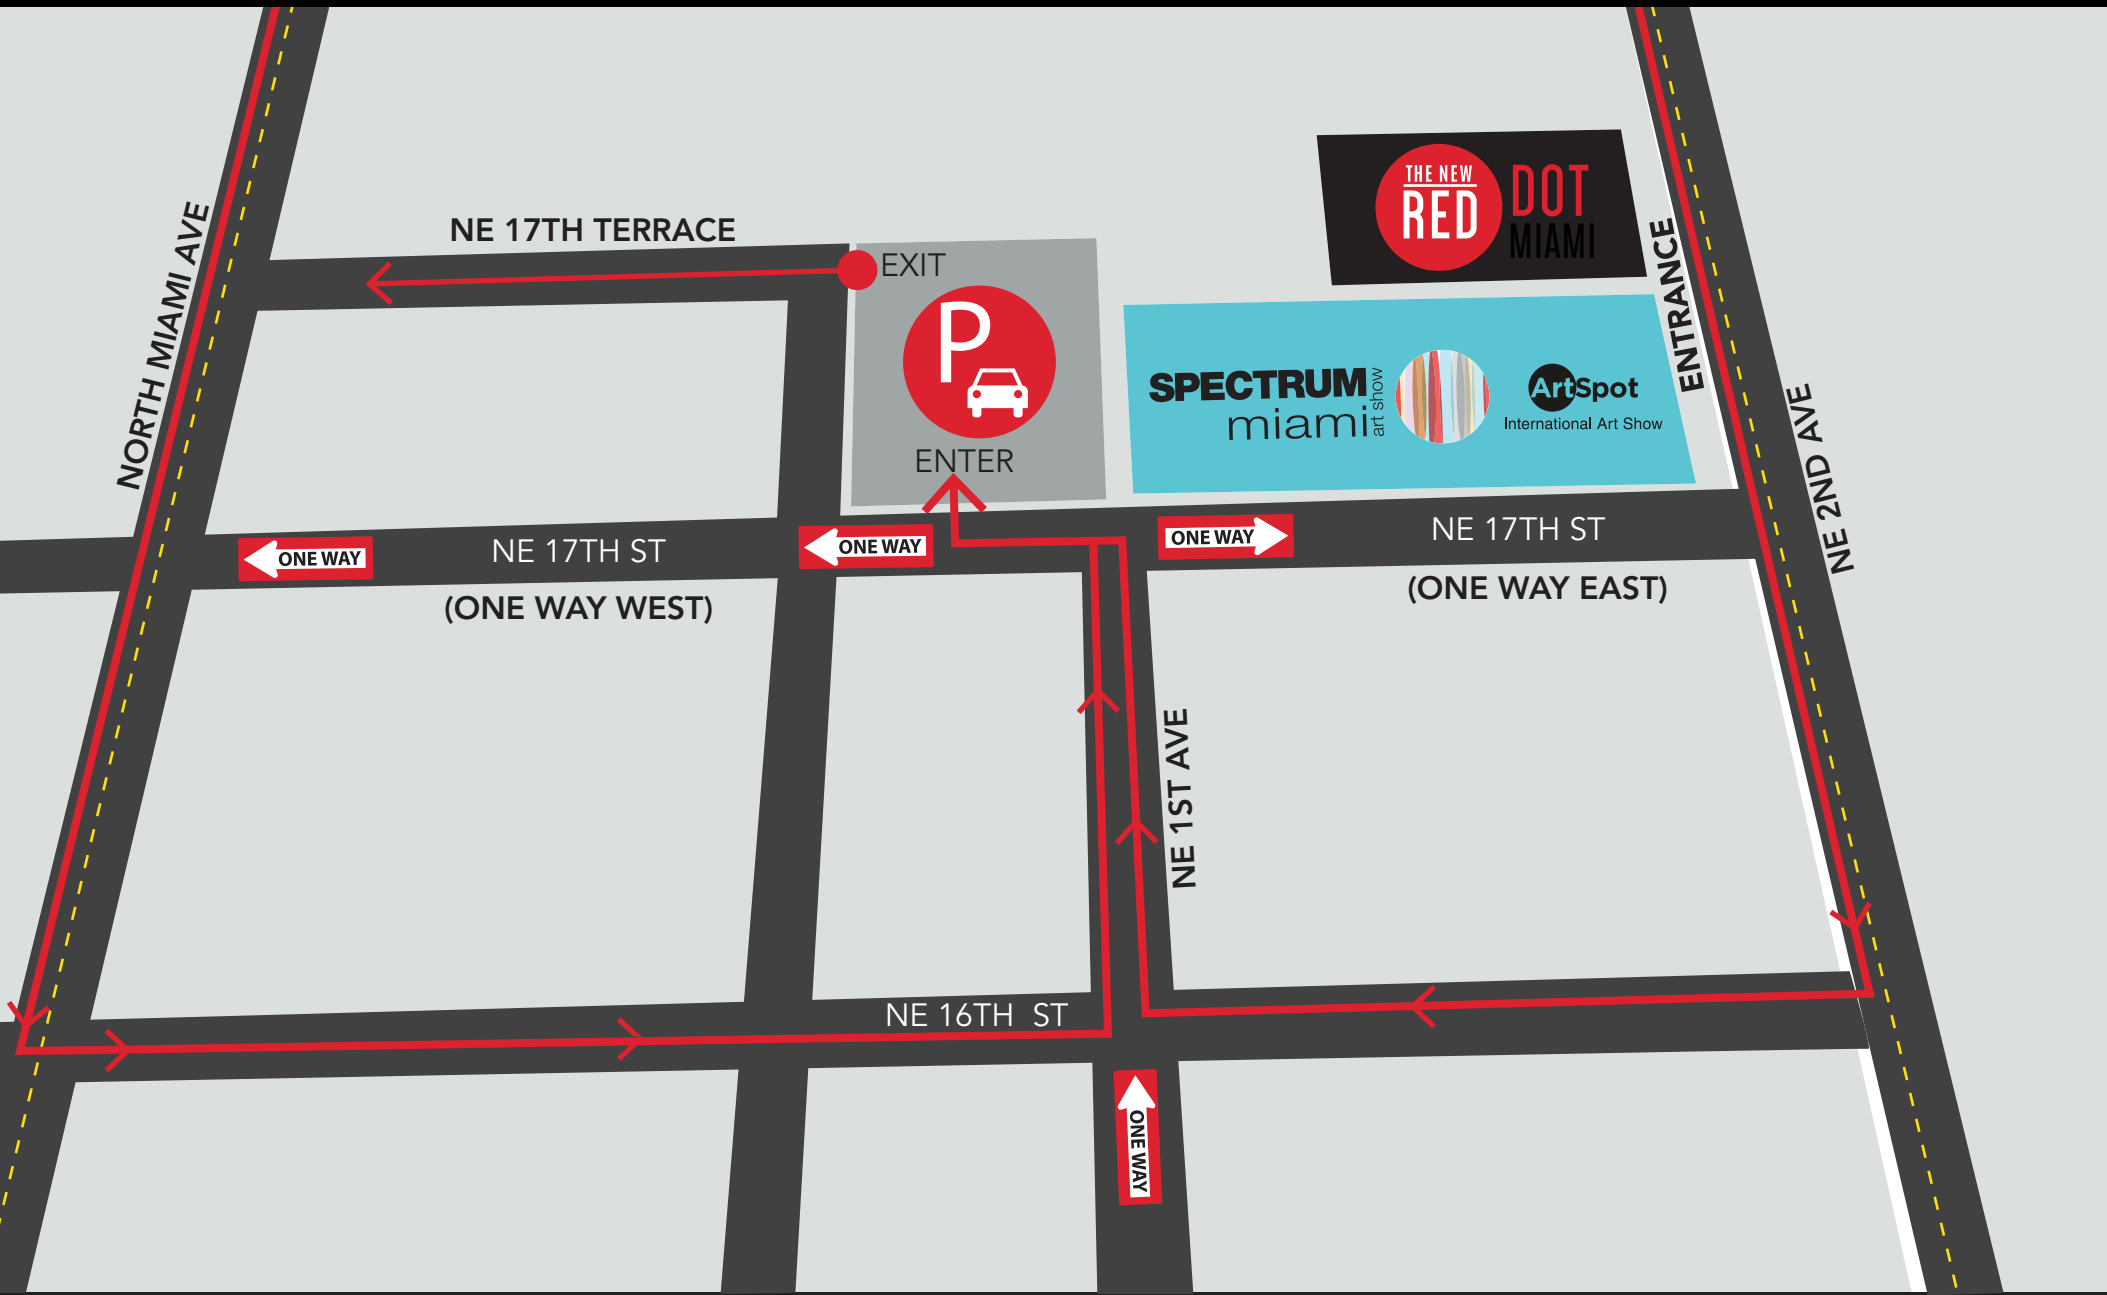 THE NEW
RED
DOT
MIAMI
NE 17TH TERRACE
EXIT
P
ENTER
NORTH MIAMI AVE
ENTRANCE
SPECTRUM
miami
art show
ArtSpot
International Art Show
NE 2ND AVE
ONE WAY
NE 17TH ST
ONE WAY
ONE WAY
NE 17TH ST
(ONE WAY WEST)
(ONE WAY EAST)
NE 1ST AVE
NE 16TH ST
ONE WAY